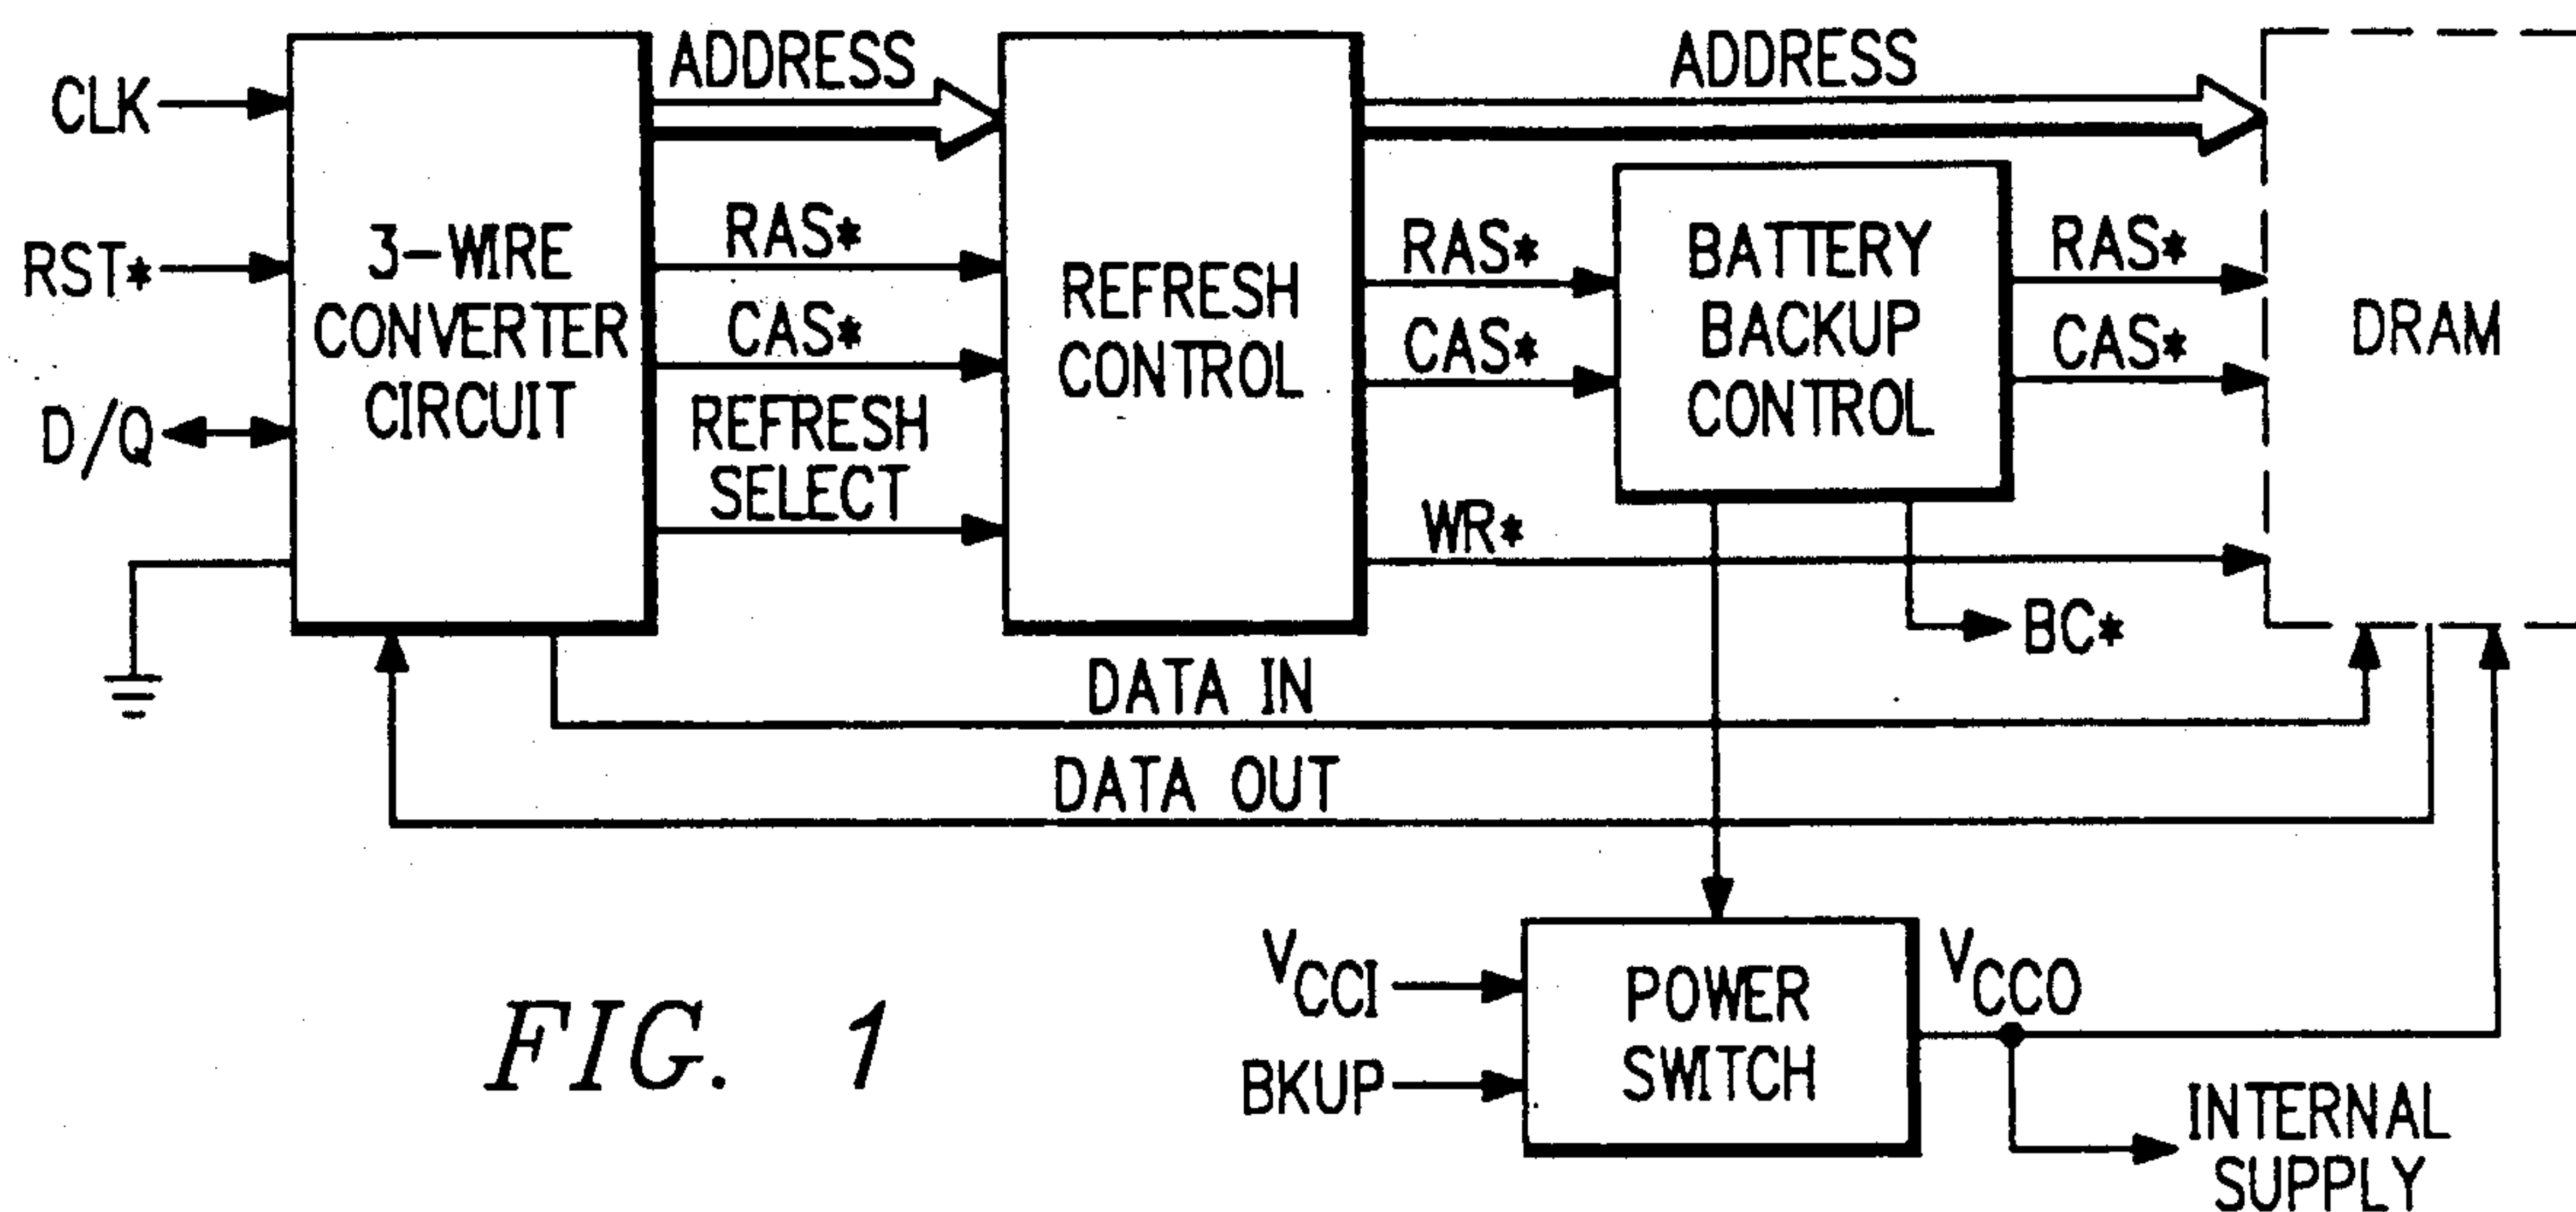 CLK
RST*
D/Q
3-WIRE
CONVERTER
CIRCUIT
ADDRESS
RAS*
CAS*
REFRESH
SELECT
REFRESH
CONTROL
ADDRESS
RAS*
CAS*
WR*
BATTERY
BACKUP
CONTROL
RAS*
CAS*
BC*
DRAM
DATA IN
DATA OUT
VCCI
BKUP
POWER
SWITCH
VCCO
INTERNAL
SUPPLY
FIG. 1